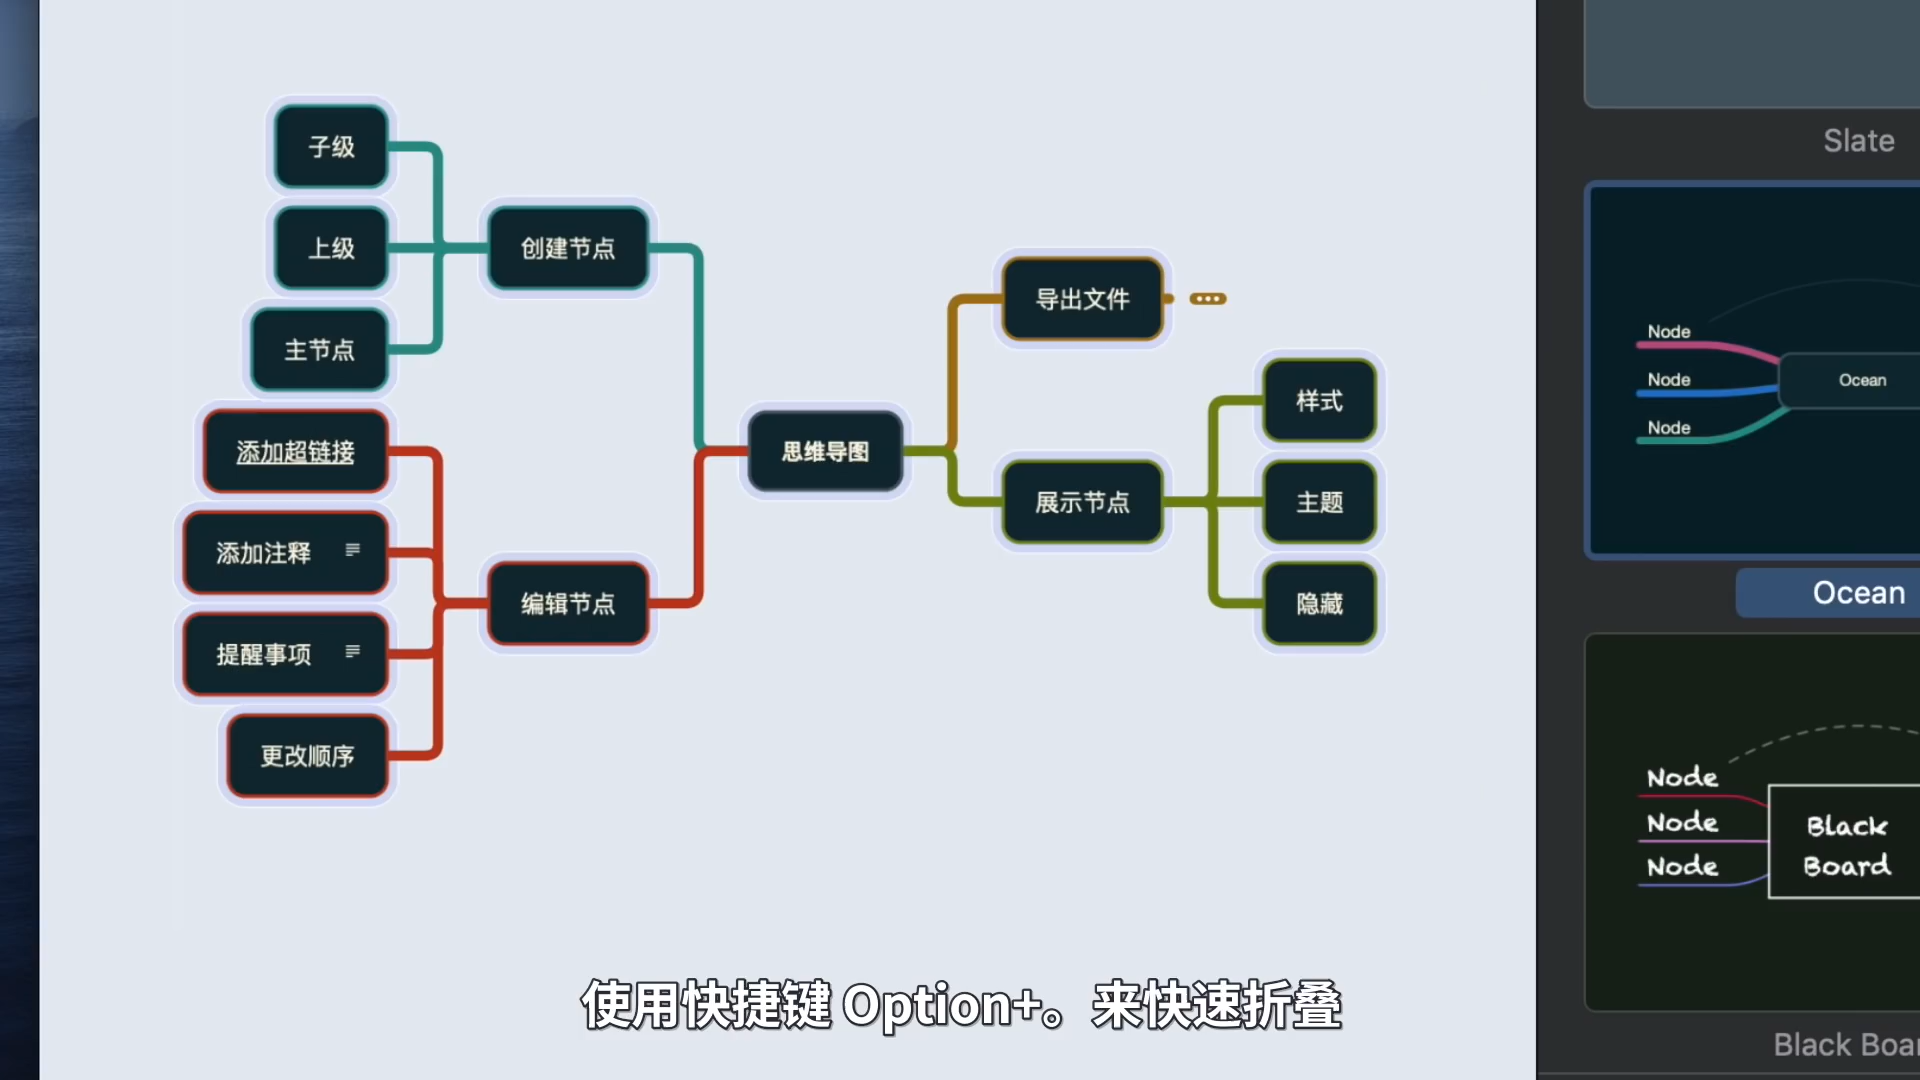 子级
上级
主节点
创建节点
添加超链接
添加注释
提醒事项
更改顺序
编辑节点
思维导图
导出文件
展示节点
样式
主题
隐藏
使用快捷键 Option+。来快速折叠
Slate
Node
Node
Node
Ocean
Ocean
Node
Node
Node
Black
Board
Black Boar